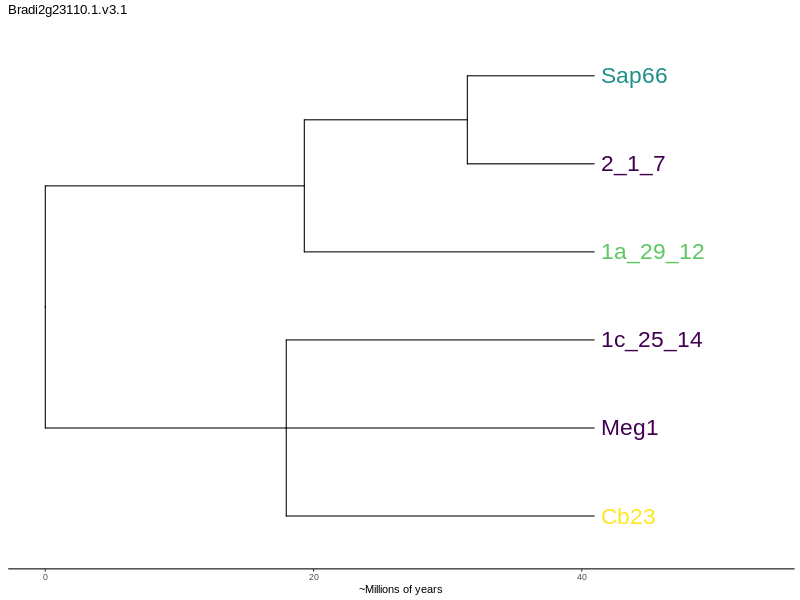 Bradi2g23110.1.v3.1
Sap66
2_1_7
1a_29_12
1c_25_14
Meg1
Cb23
0 20 40
~Millions of years